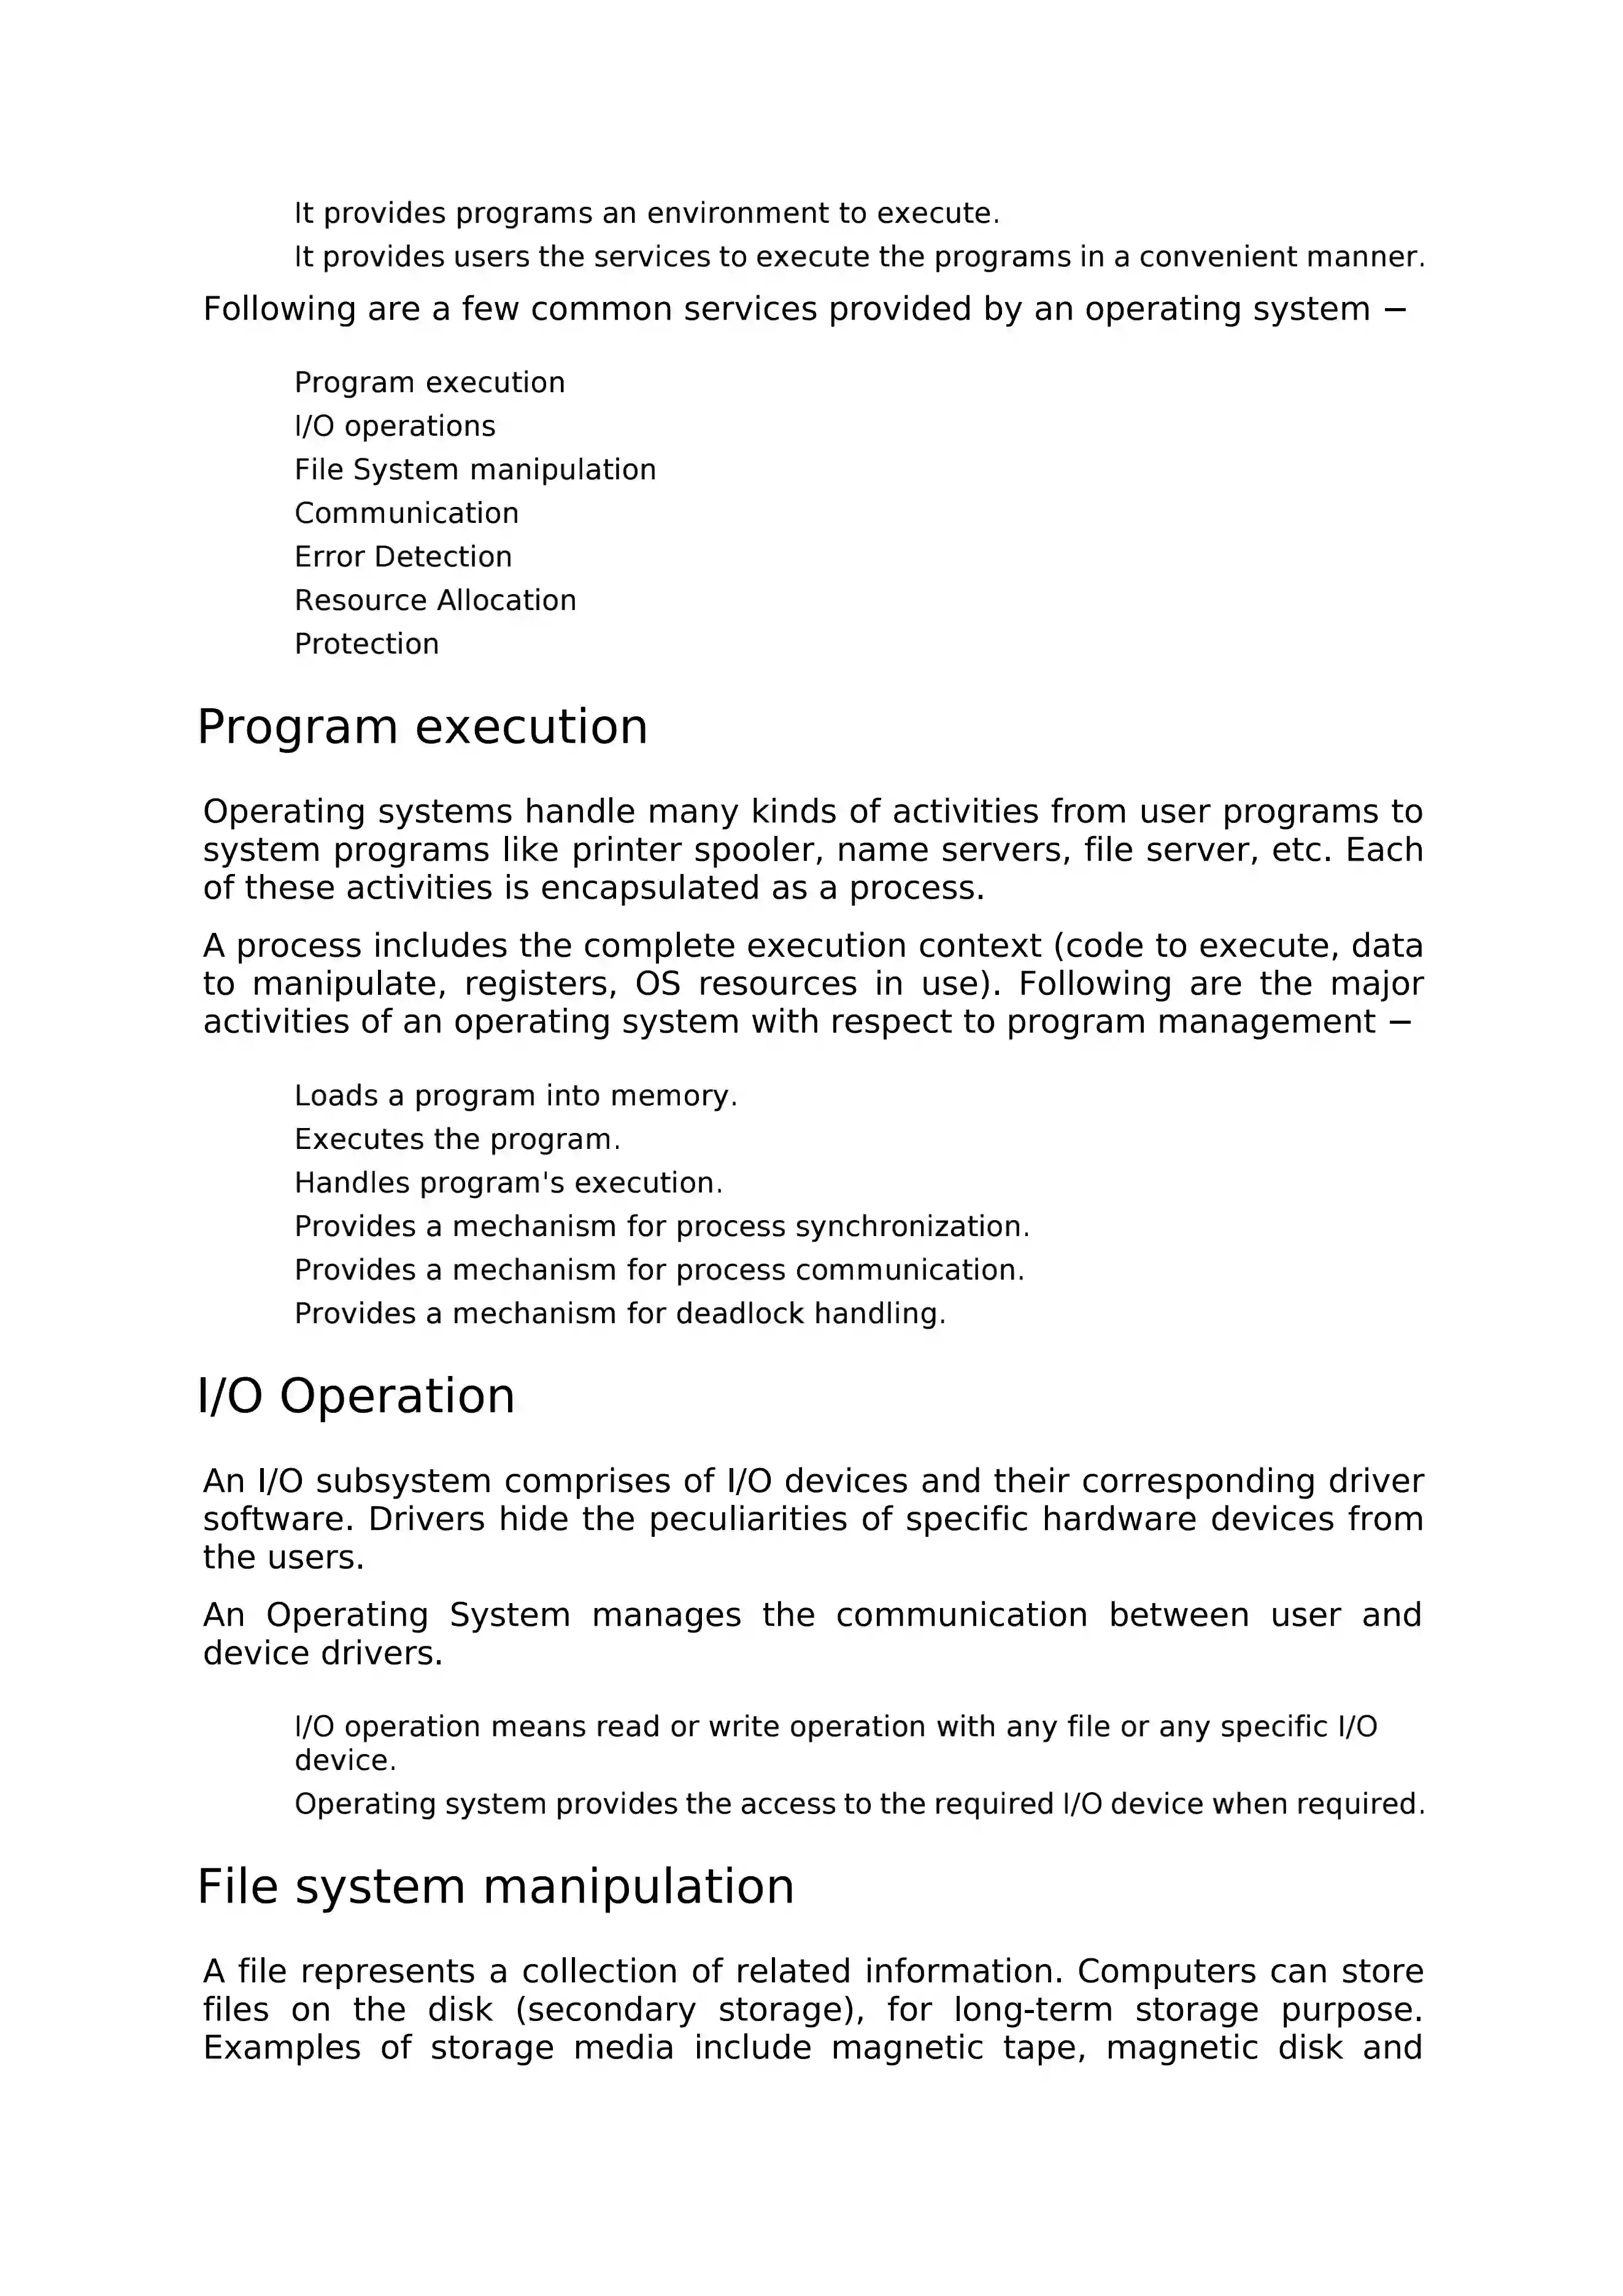 It provides programs an environment to execute.
It provides users the services to execute the programs in a convenient manner.
Following are a few common services provided by an operating system −
Program execution
I/O operations
File System manipulation
Communication
Error Detection
Resource Allocation
Protection
Program execution
Operating systems handle many kinds of activities from user programs to
system programs like printer spooler, name servers, file server, etc. Each
of these activities is encapsulated as a process.
A process includes the complete execution context (code to execute, data
to manipulate, registers, OS resources in use). Following are the major
activities of an operating system with respect to program management −
Loads a program into memory.
Executes the program.
Handles program's execution.
Provides a mechanism for process synchronization.
Provides a mechanism for process communication.
Provides a mechanism for deadlock handling.
I/O Operation
An I/O subsystem comprises of I/O devices and their corresponding driver
software. Drivers hide the peculiarities of specific hardware devices from
the users.
An Operating System manages the communication between user and
device drivers.
I/O operation means read or write operation with any file or any specific I/O
device.
Operating system provides the access to the required I/O device when required.
File system manipulation
A file represents a collection of related information. Computers can store
files on the disk (secondary storage), for long-term storage purpose.
Examples of storage media include magnetic tape, magnetic disk and